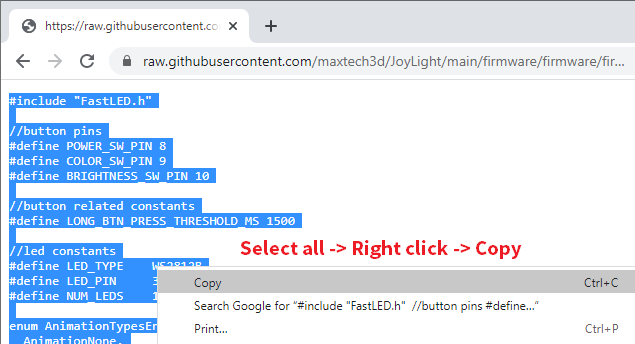 https://raw.githubusercontent.co
raw.githubusercontent.com/maxtech3d/JoyLight/main/firmware/firmware/fir...
#include "FastLED.h"
//button pins
#define POWER_SW_PIN 8
#define COLOR_SW_PIN 9
#define BRIGHTNESS_SW_PIN 10
//button related constants
#define LONG_BTN_PRESS_THRESHOLD_MS 1500
Select all -> Right click -> Copy
//led constants
#define LED_TYPE WS2812B
#define LED_PIN 3
#define NUM_LEDS 1
enum AnimationTypesEn
AnimationNone,
Copy Ctrl+C
Search Google for "#include "FastLED.h" //button pins #define..."
Print... Ctrl+P